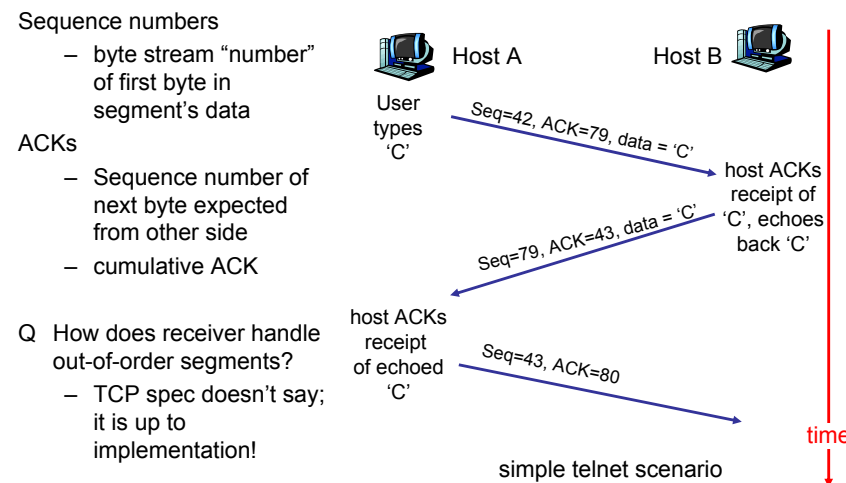 Sequence numbers
– byte stream “number”
of first byte in
segment’s data
ACKs
– Sequence number of
next byte expected
from other side
– cumulative ACK
Q How does receiver handle
out-of-order segments?
– TCP spec doesn’t say;
it is up to
implementation!
Host A
Host B
User
types
‘C’
Seq=42, ACK=79, data = ‘C’
host ACKs
receipt of
‘C’, echoes
back ‘C’
Seq=79, ACK=43, data = ‘C’
host ACKs
receipt
of echoed
‘C’
Seq=43, ACK=80
time
simple telnet scenario